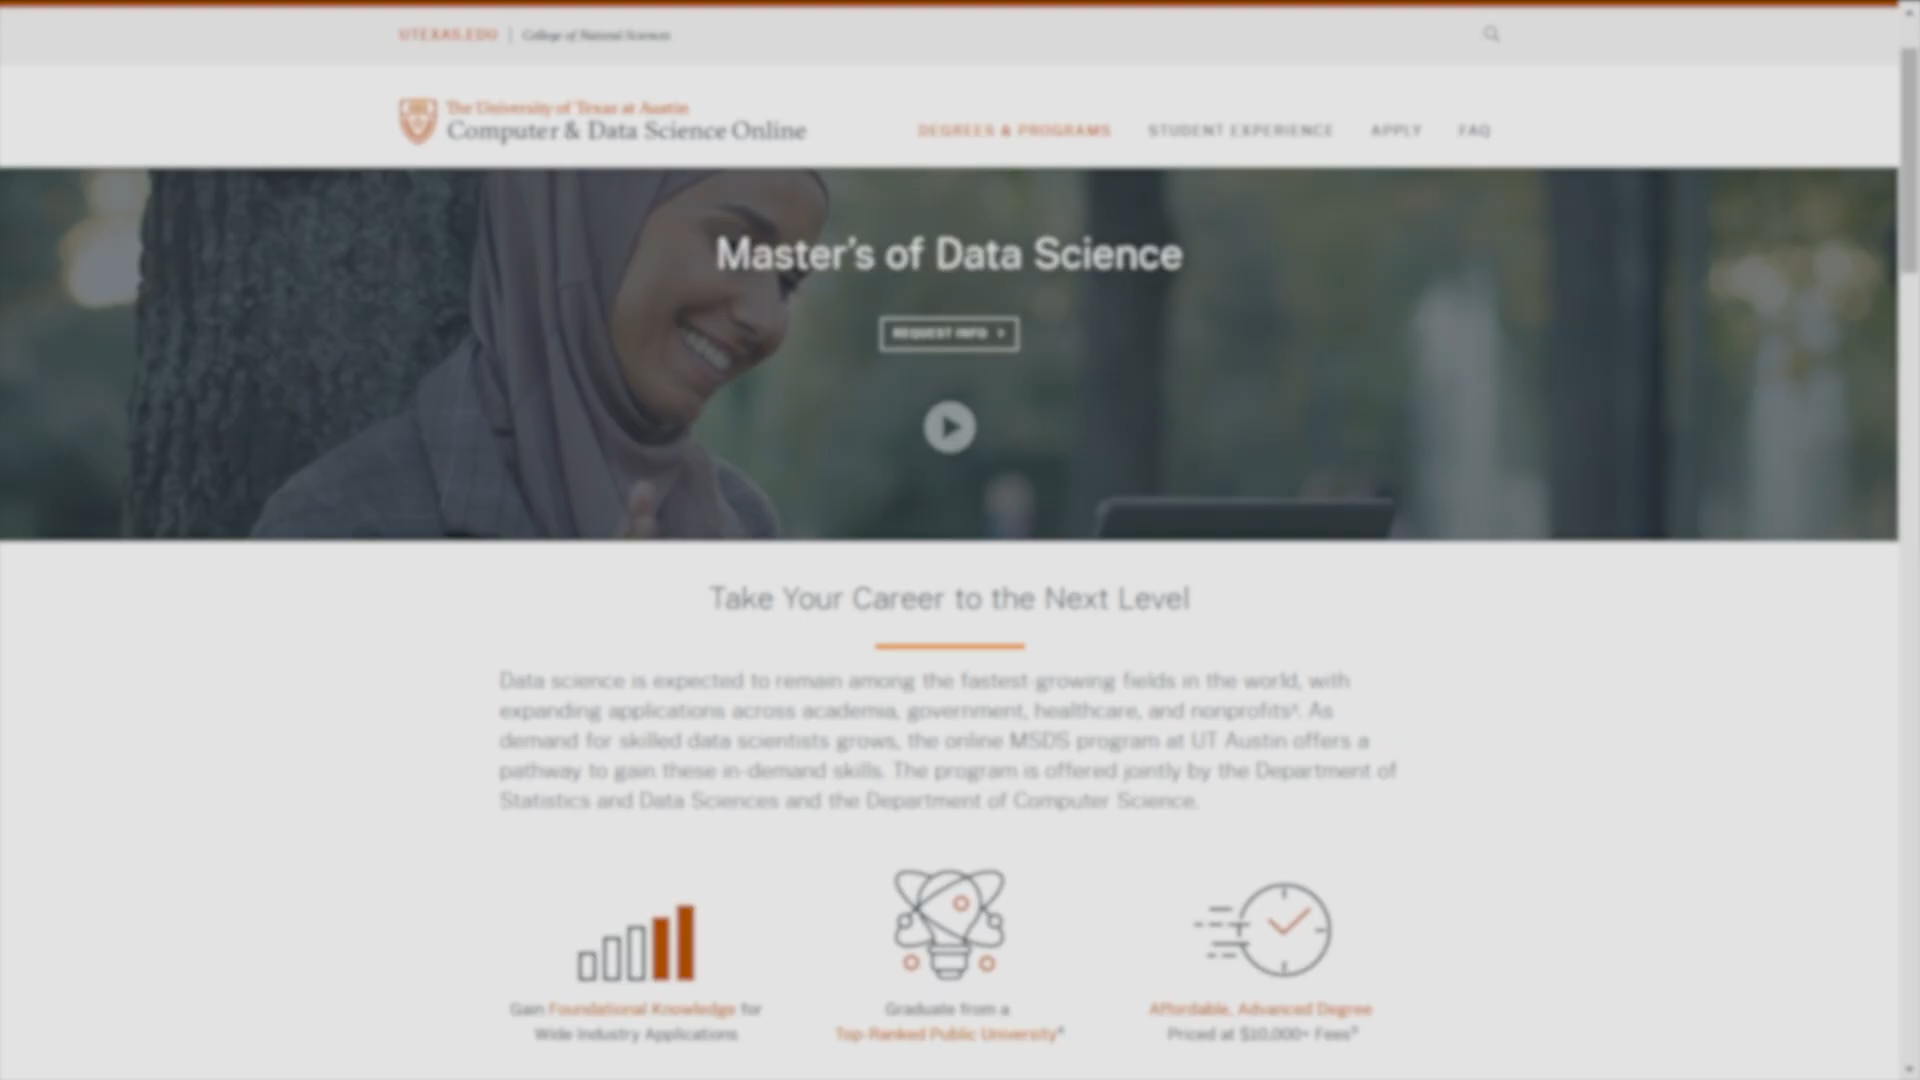 UTEXAS.EDU | College of Natural Sciences
The University of Texas at Austin
Computer & Data Science Online
DEGREES & PROGRAMS STUDENT EXPERIENCE APPLY FAQ
Master's of Data Science
REQUEST INFO >
Take Your Career to the Next Level
Data science is expected to remain among the fastest-growing fields in the world, with
expanding applications across academia, government, healthcare, and nonprofits. As
demand for skilled data scientists grows, the online MSDS program at UT Austin offers a
pathway to gain these in-demand skills. The program is offered jointly by the Department of
Statistics and Data Sciences and the Department of Computer Science.
Gain Foundational Knowledge for
Wide Industry Applications
Graduate from a
Top-Ranked Public University
Affordable, Advanced Degree
Priced at $10,000+ Fees